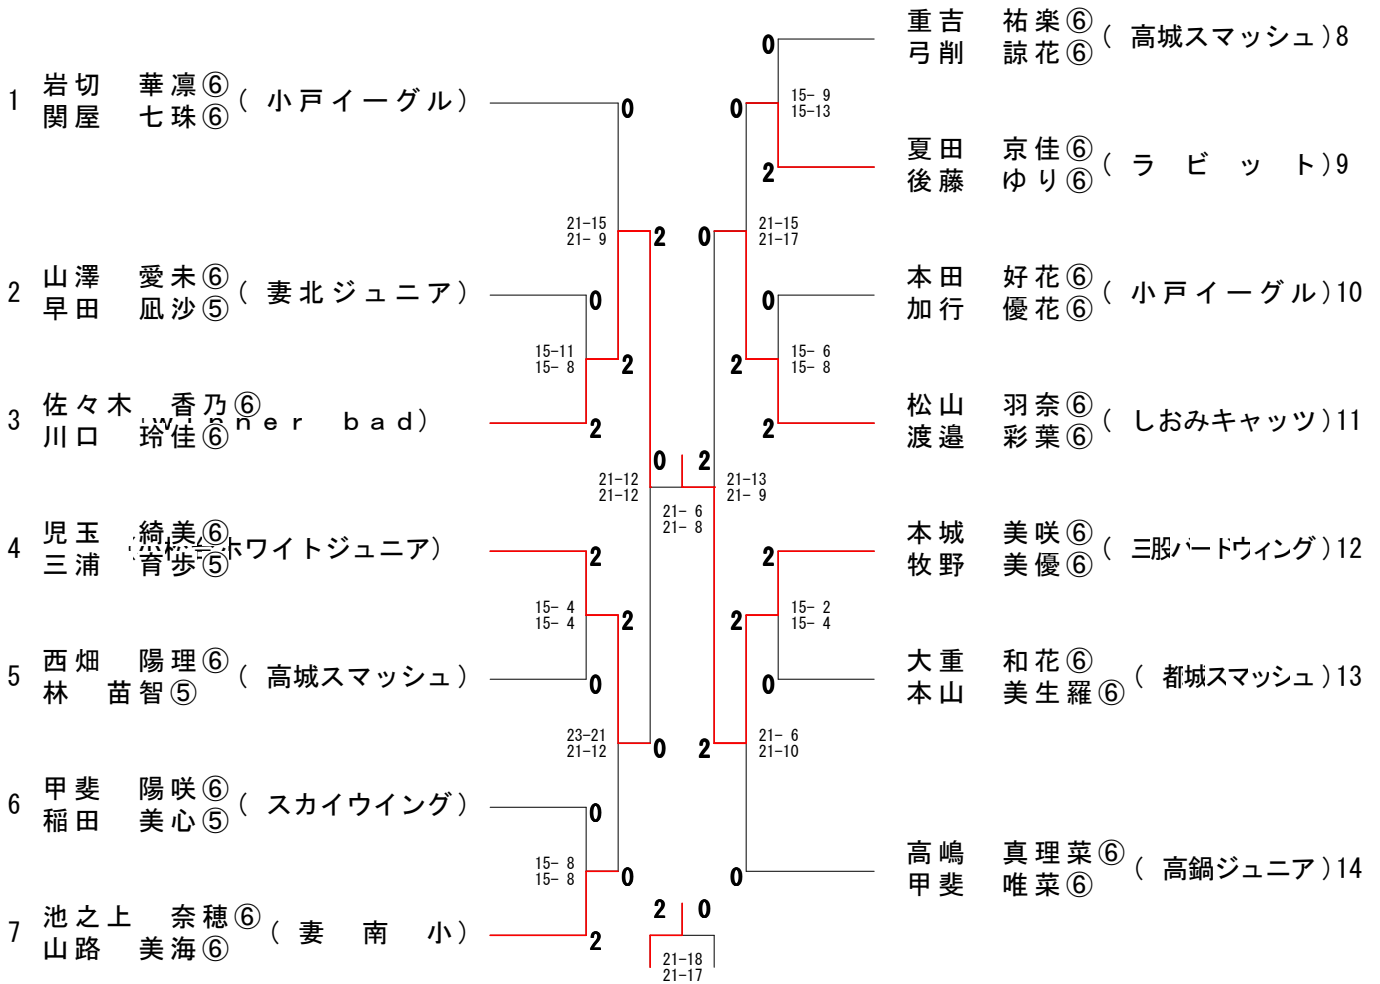 1 岩切 華凛⑥ (小戸イーグル)
関屋 七珠⑥
0
21-15
21- 9
2
2 山澤 愛未⑥ (妻北ジュニア)
早田 凪沙⑤
0
15-11
15- 8
2
3 佐々木 香乃⑥
川口 玲佳⑥ ner bad)
2
0
21-12
21-12
4 児玉 綺美⑥
三浦 育歩⑤ ホワイトジュニア)
2
15- 4
15- 4
2
5 西畑 陽理⑥ (高城スマッシュ)
林 苗智⑤
0
23-21
21-12
0
6 甲斐 陽咲⑥ (スカイウイング)
稲田 美心⑤
0
15- 8
15- 8
0
7 池之上 奈穂⑥ (妻南小)
山路 美海⑥
2
21- 6
21- 8
2 0
21-18
21-17
重吉 祐楽⑥ (高城スマッシュ) 8
弓削 諒花⑥
0
15- 9
15-13
0
夏田 京佳⑥ (ラビット) 9
後藤 ゆり⑥
2
0
21-15
21-17
本田 好花⑥ (小戸イーグル) 10
加行 優花⑥
0
15- 6
15- 8
2
松山 羽奈⑥ (しおみキャッツ) 11
渡邉 彩葉⑥
2
2
21-13
21- 9
本城 美咲⑥ (三股バードウィング) 12
牧野 美優⑥
2
15- 2
15- 4
2
大重 和花⑥ (都城スマッシュ) 13
本山 美生羅⑥
0
2
21- 6
21-10
高嶋 真理菜⑥ (高鍋ジュニア) 14
甲斐 唯菜⑥
0